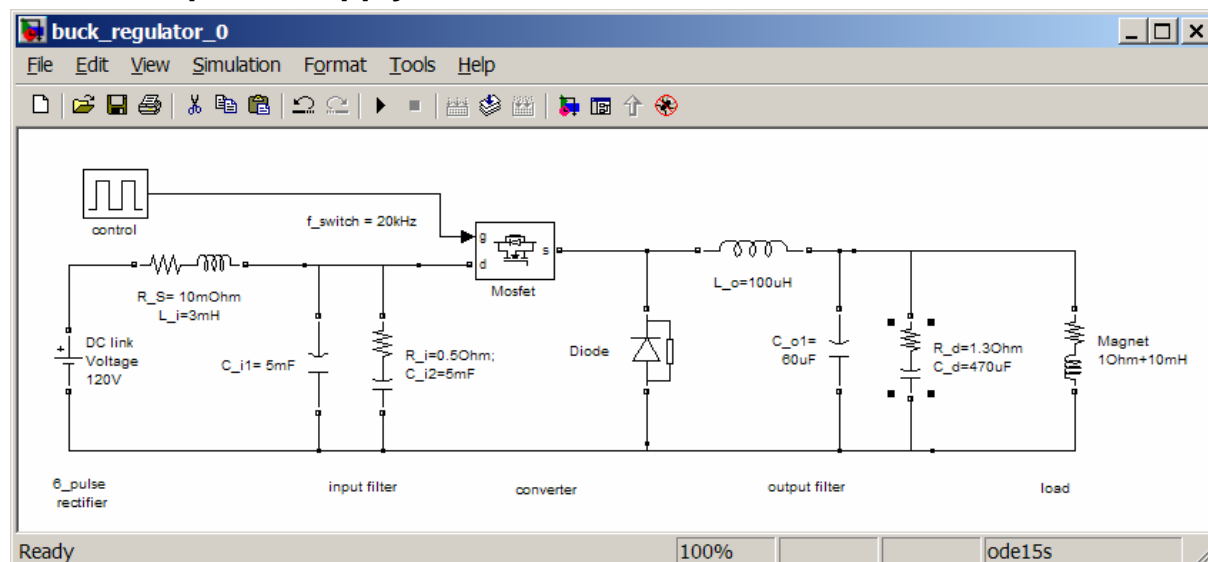 buck_regulator_0
File Edit View Simulation Format Tools Help
control
f_switch = 20kHz
g
d
s
Mosfet
R_S= 10mOhm
L_i=3mH
L_o=100uH
+
DC link
Voltage
120V
C_i1= 5mF
R_i=0.5Ohm;
C_i2=5mF
Diode
C_o1=
60uF
R_d=1.3Ohm
C_d=470uF
Magnet
1Ohm+10mH
6_pulse
rectifier
input filter
converter
output filter
load
Ready
100%
ode15s